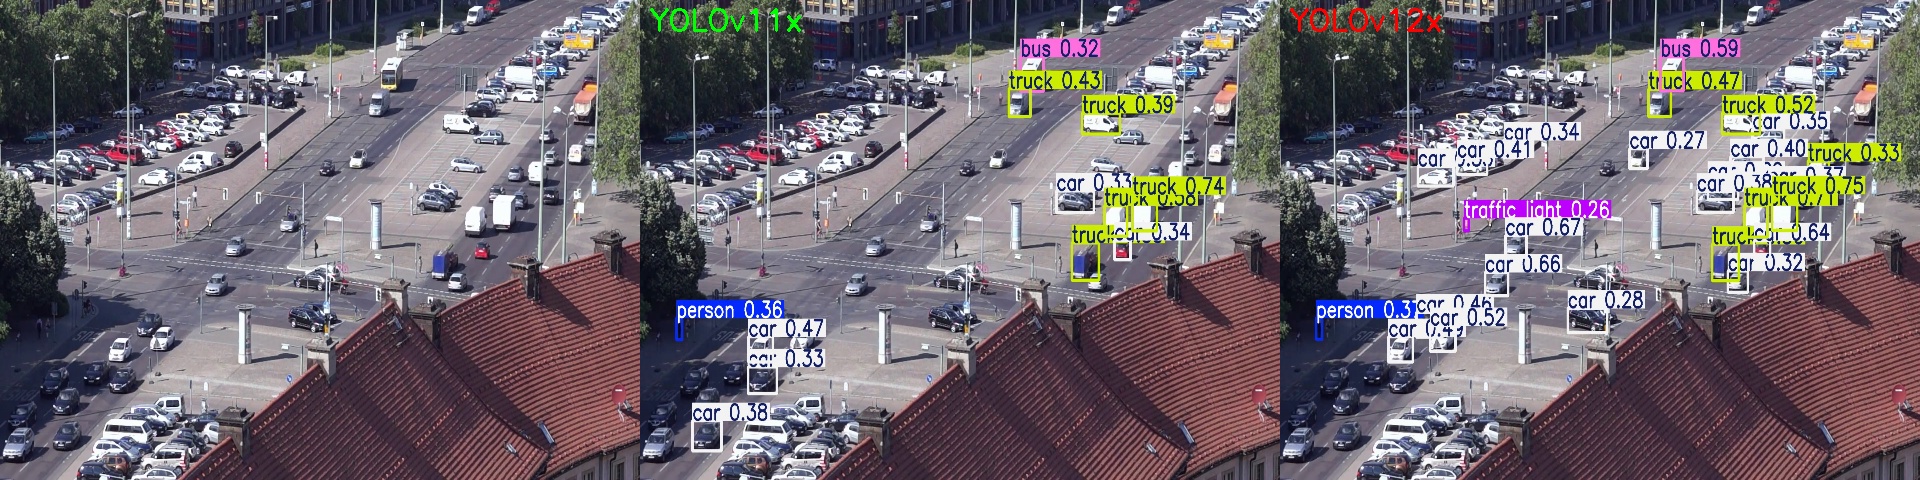 YOLOv11x
bus 0.32
truck 0.43
truck 0.39
car 0.33
truck 0.74
0.34
person 0.36
car 0.47
car 0.33
car 0.38
YOLOv12x
bus 0.59
truck 0.47
truck 0.52
car 0.35
car 0.34
car 0.27
car 0.41
car
car 0.40
truck 0.33
truck 0.75
traffic light 0.26
car 0.67
0.64
car 0.66
car 0.32
car 0.28
person 0.37
car 0.46
0.52
car